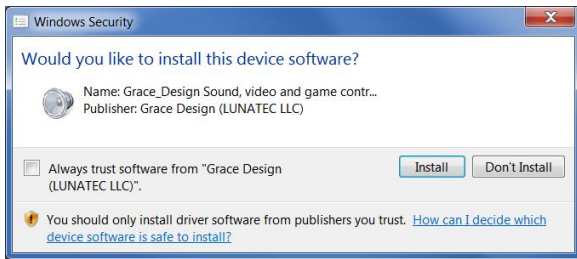 Windows Security
Would you like to install this device software?
Name: Grace_Design Sound, video and game contr...
Publisher: Grace Design (LUNATEC LLC)
Always trust software from "Grace Design
(LUNATEC LLC)".
Install
Don't Install
You should only install driver software from publishers you trust. How can I decide which
device software is safe to install?